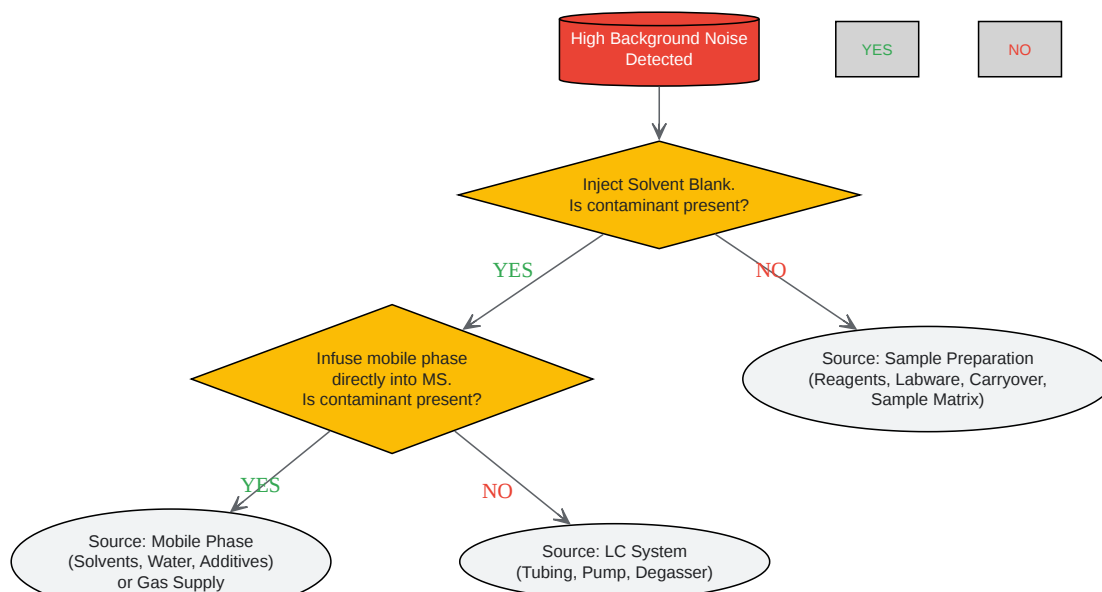 High Background Noise
Detected
YES
NO
Inject Solvent Blank.
Is contaminant present?
YES
NO
Infuse mobile phase
directly into MS.
Is contaminant present?
Source: Sample Preparation
(Reagents, Labware, Carryover,
Sample Matrix)
YES
NO
Source: Mobile Phase
(Solvents, Water, Additives)
or Gas Supply
Source: LC System
(Tubing, Pump, Degasser)